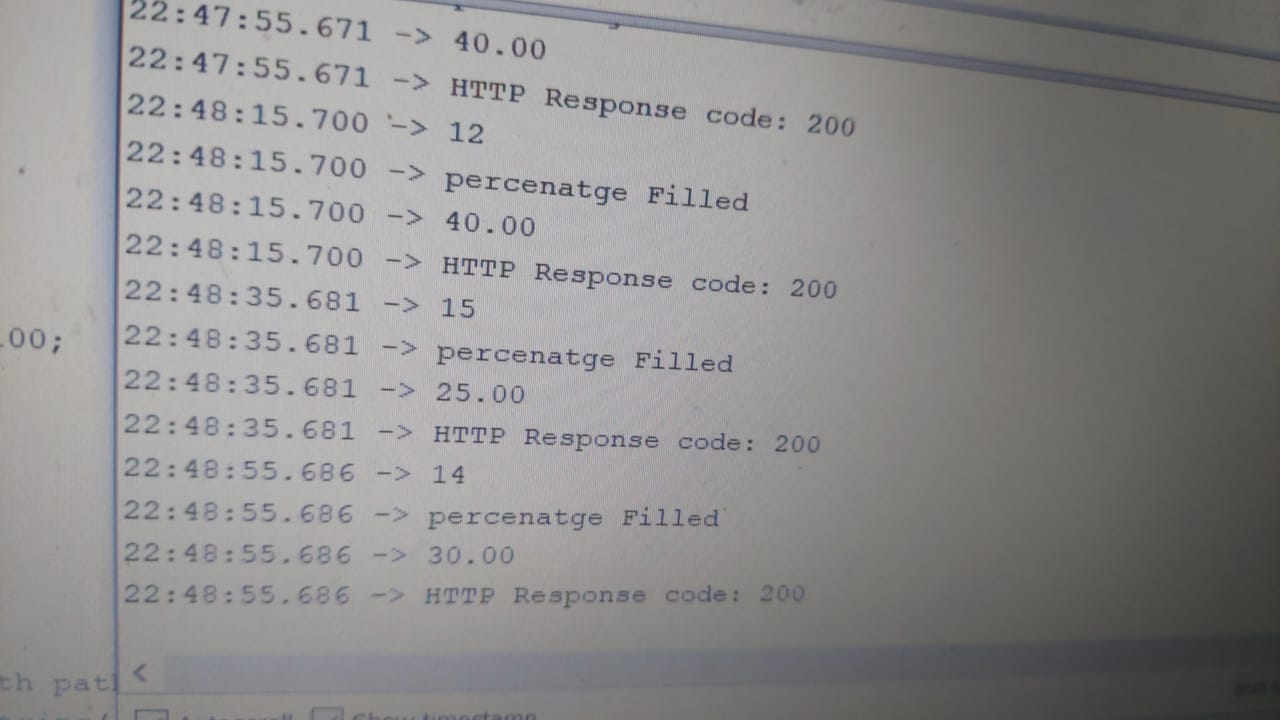 22:47:55.671 -> 40.00
22:47:55.671 -> HTTP Response code: 200
22:48:15.700 -> 12
22:48:15.700 -> percenatge Filled
22:48:15.700 -> 40.00
22:48:15.700 -> HTTP Response code: 200
22:48:35.681 -> 15
.00;
22:48:35.681 -> percenatge Filled
22:48:35.681 -> 25.00
22:48:35.681 -> HTTP Response code: 200
22:48:55.686 -> 14
22:48:55.686 -> percenatge Filled
22:48:55.686 -> 30.00
22:48:55.686 -> HTTP Response code: 200
th pat
Autoscroll Show timestamp